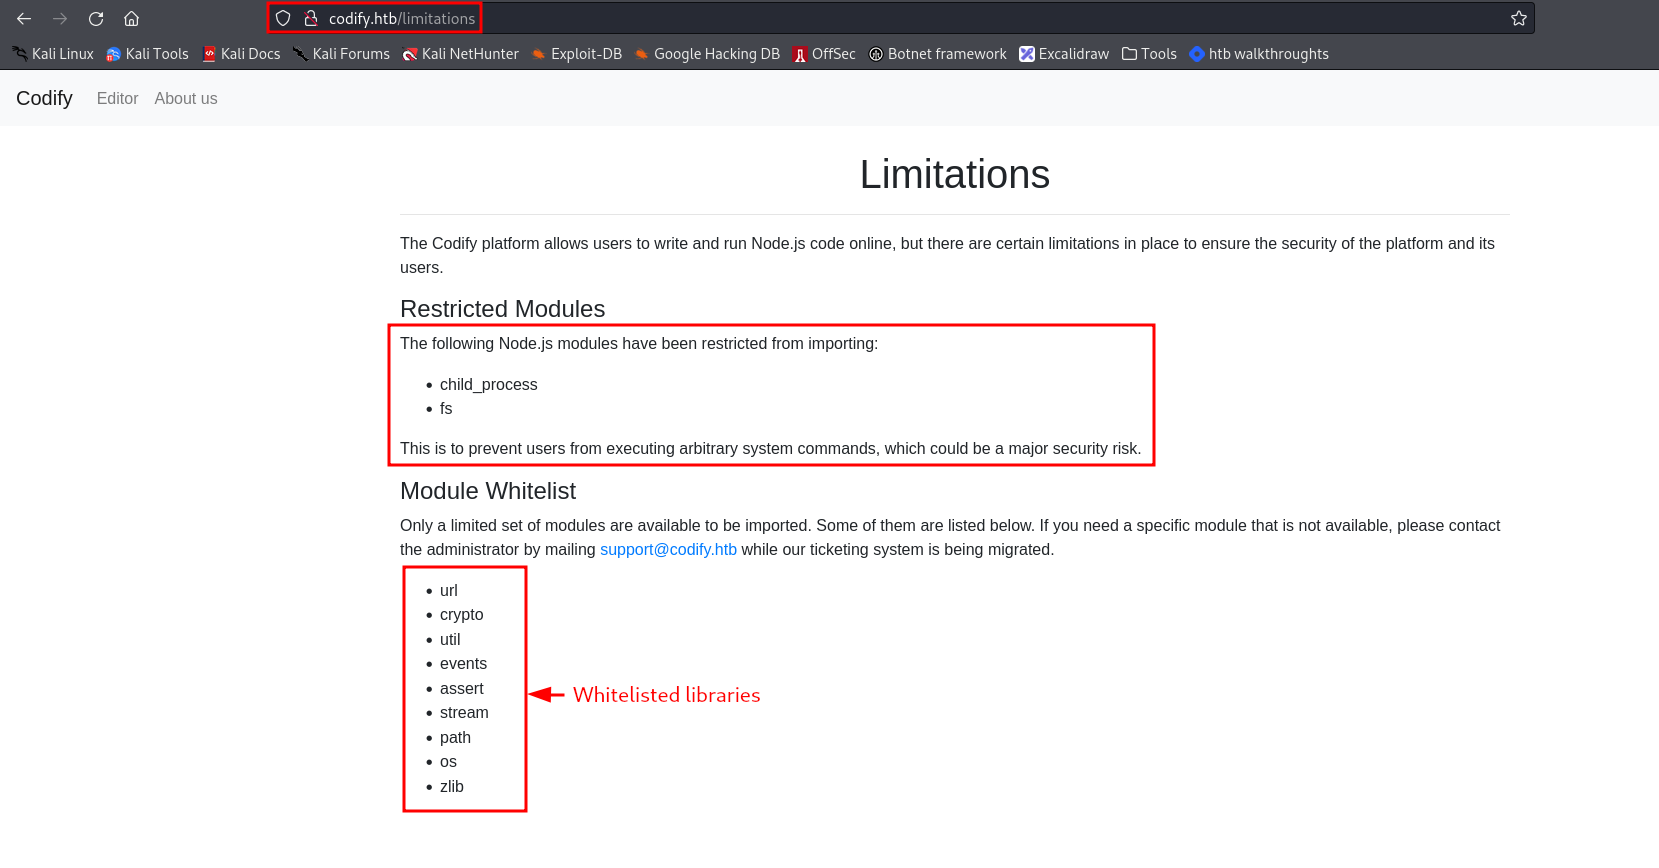 codify.htb/limitations
Kali Linux Kali Tools Kali Docs Kali Forums Kali NetHunter Exploit-DB Google Hacking DB OffSec Botnet framework Excalidraw Tools htb walkthroughts
Codify Editor About us
Limitations
The Codify platform allows users to write and run Node.js code online, but there are certain limitations in place to ensure the security of the platform and its
users.
Restricted Modules
The following Node.js modules have been restricted from importing:
• child_process
• fs
This is to prevent users from executing arbitrary system commands, which could be a major security risk.
Module Whitelist
Only a limited set of modules are available to be imported. Some of them are listed below. If you need a specific module that is not available, please contact
the administrator by mailing support@codify.htb while our ticketing system is being migrated.
• url
• crypto
• util
• events
• assert
• stream
• path
• os
• zlib
Whitelisted libraries